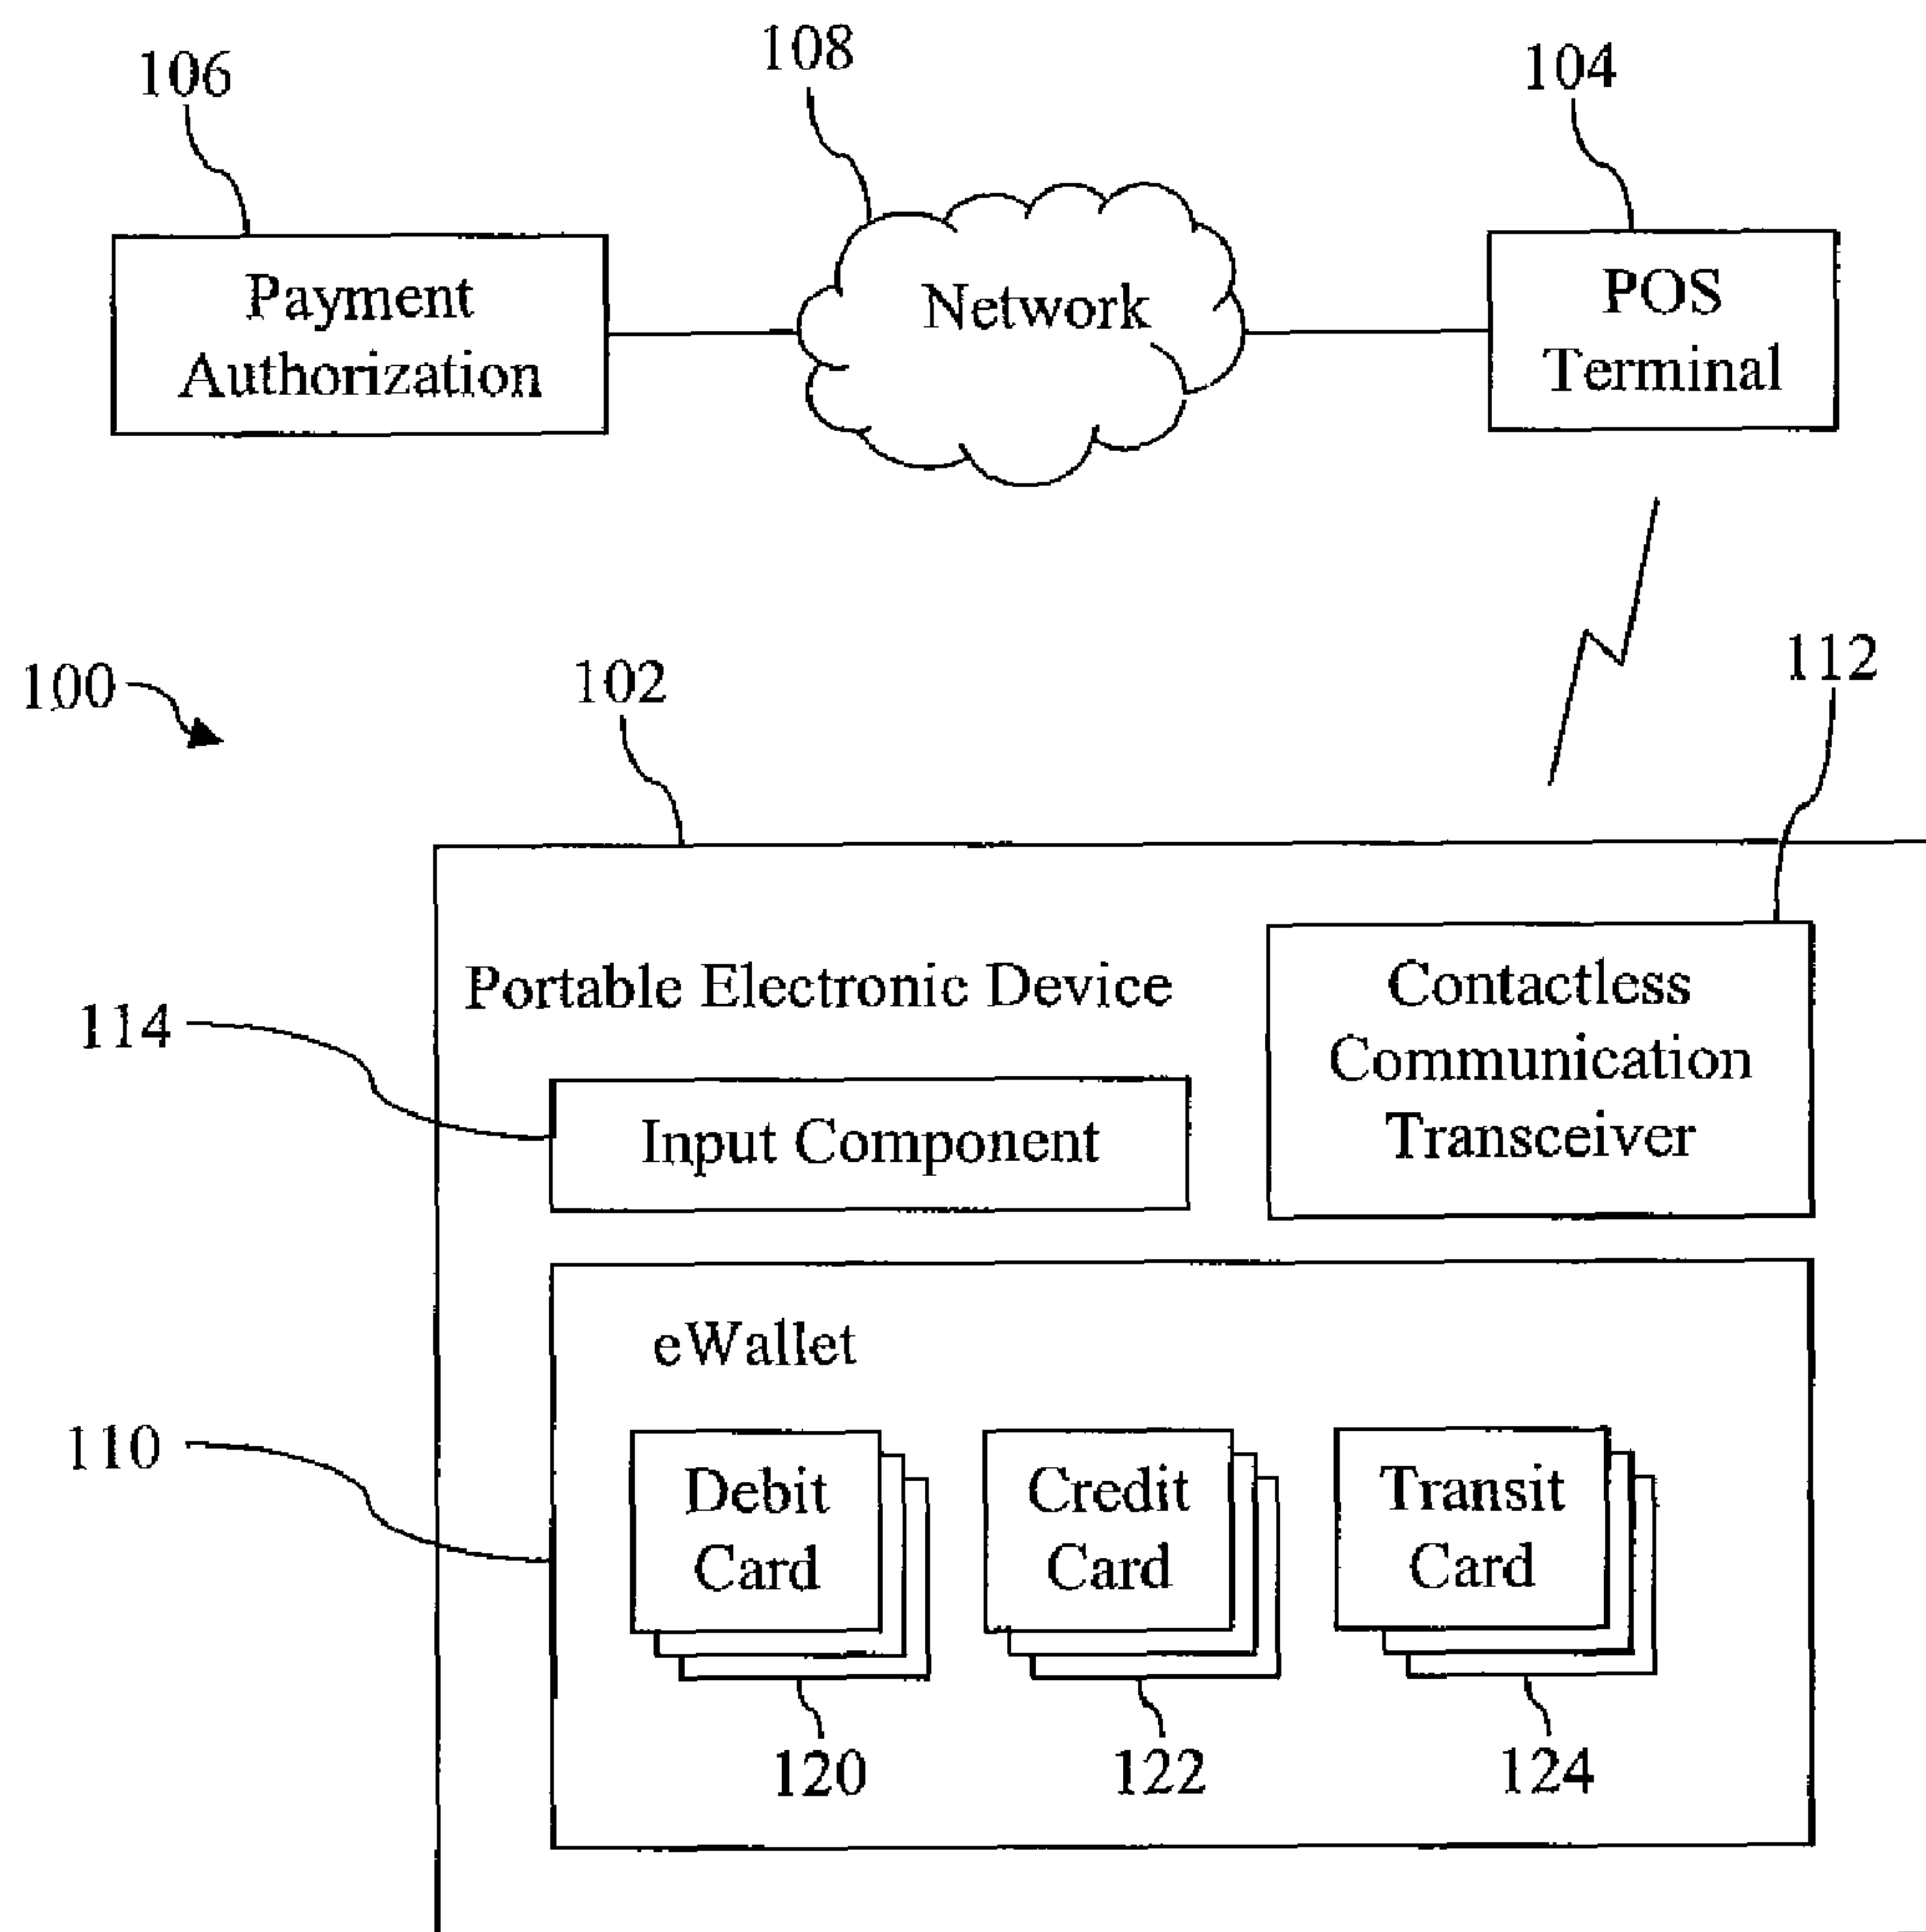 106
108
104
Payment
Authorization
Network
POS
Terminal
100
102
112
Portable Electronic Device
Contactless
Communication
Transceiver
114
Input Component
eWallet
110
Debit
Card
Credit
Card
Transit
Card
120
122
124